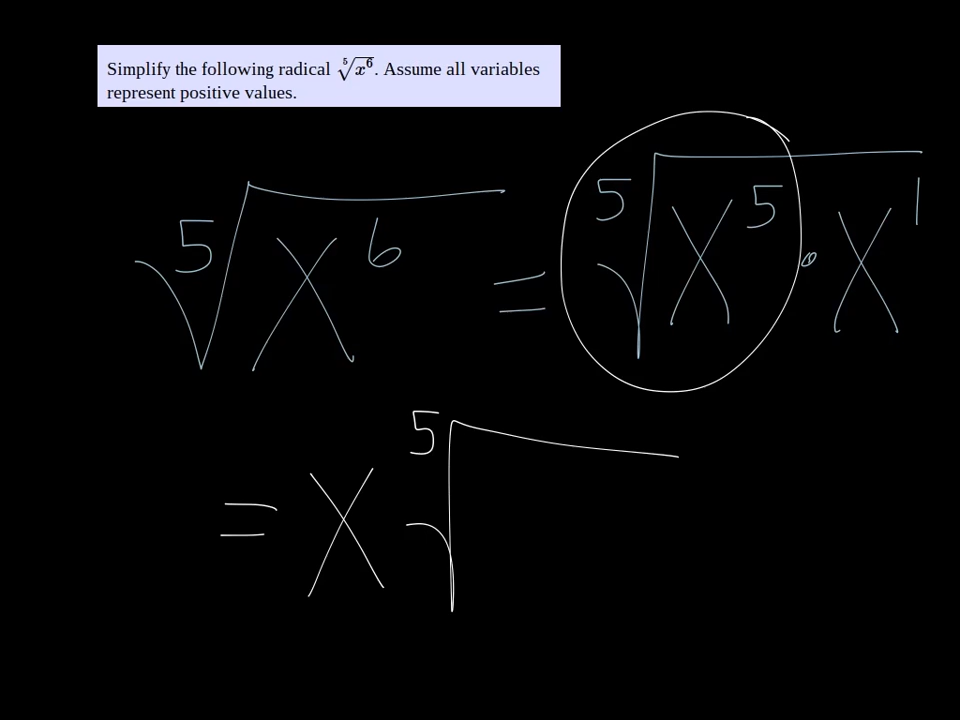 Simplify the following radical ⁵√x⁶. Assume all variables
represent positive values.
⁵√X⁶ = ⁵√X⁵ · X¹
= X ⁵√